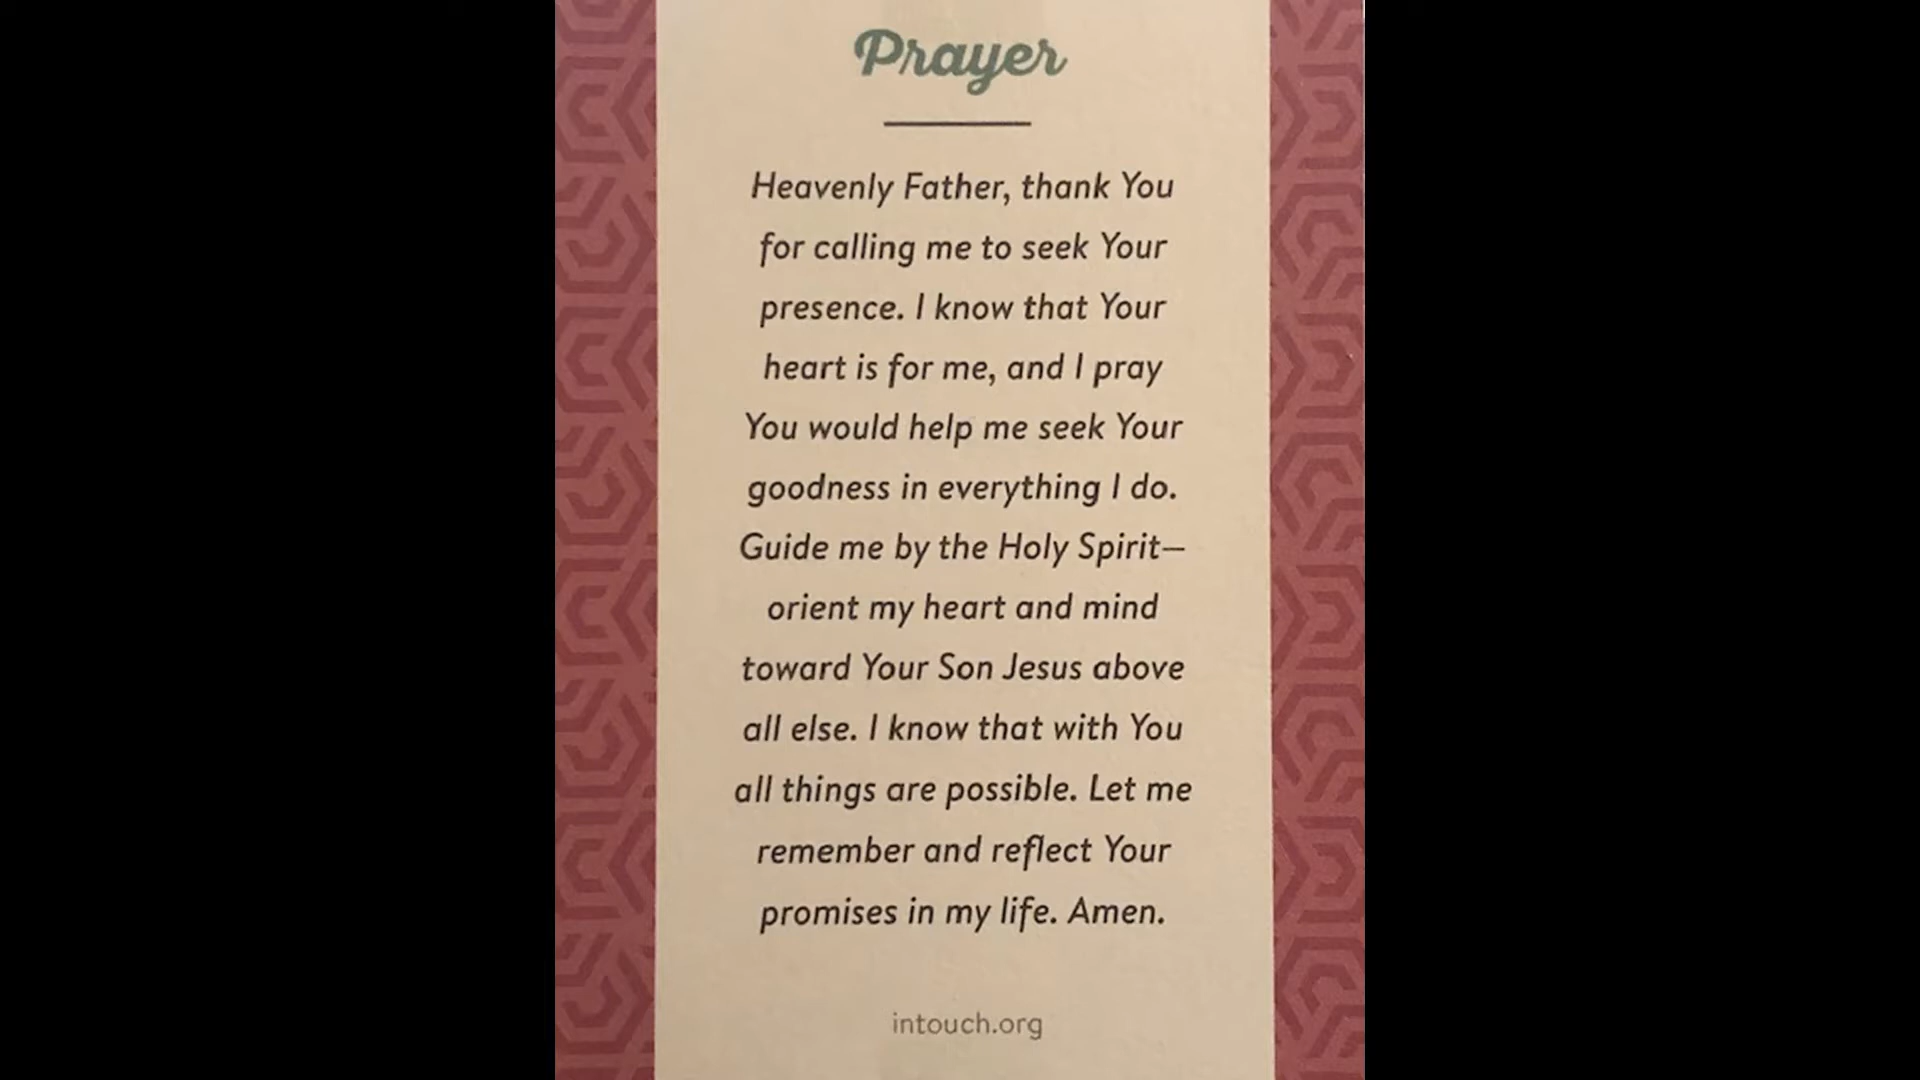 Prayer
Heavenly Father, thank You
for calling me to seek Your
presence. I know that Your
heart is for me, and I pray
You would help me seek Your
goodness in everything I do.
Guide me by the Holy Spirit—
orient my heart and mind
toward Your Son Jesus above
all else. I know that with You
all things are possible. Let me
remember and reflect Your
promises in my life. Amen.
intouch.org